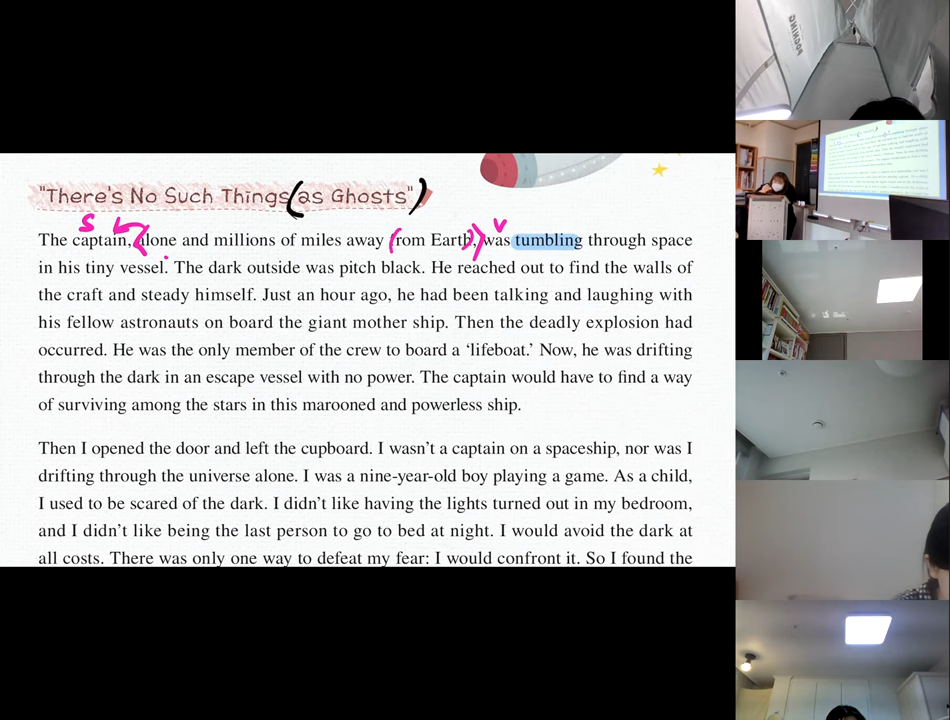 "There's No Such Things (as Ghosts")
S V
The captain, alone and millions of miles away (from Earth,) was tumbling through space
in his tiny vessel. The dark outside was pitch black. He reached out to find the walls of
the craft and steady himself. Just an hour ago, he had been talking and laughing with
his fellow astronauts on board the giant mother ship. Then the deadly explosion had
occurred. He was the only member of the crew to board a ‘lifeboat.’ Now, he was drifting
through the dark in an escape vessel with no power. The captain would have to find a way
of surviving among the stars in this marooned and powerless ship.
Then I opened the door and left the cupboard. I wasn’t a captain on a spaceship, nor was I
drifting through the universe alone. I was a nine-year-old boy playing a game. As a child,
I used to be scared of the dark. I didn’t like having the lights turned out in my bedroom,
and I didn’t like being the last person to go to bed at night. I would avoid the dark at
all costs. There was only one way to defeat my fear: I would confront it. So I found the